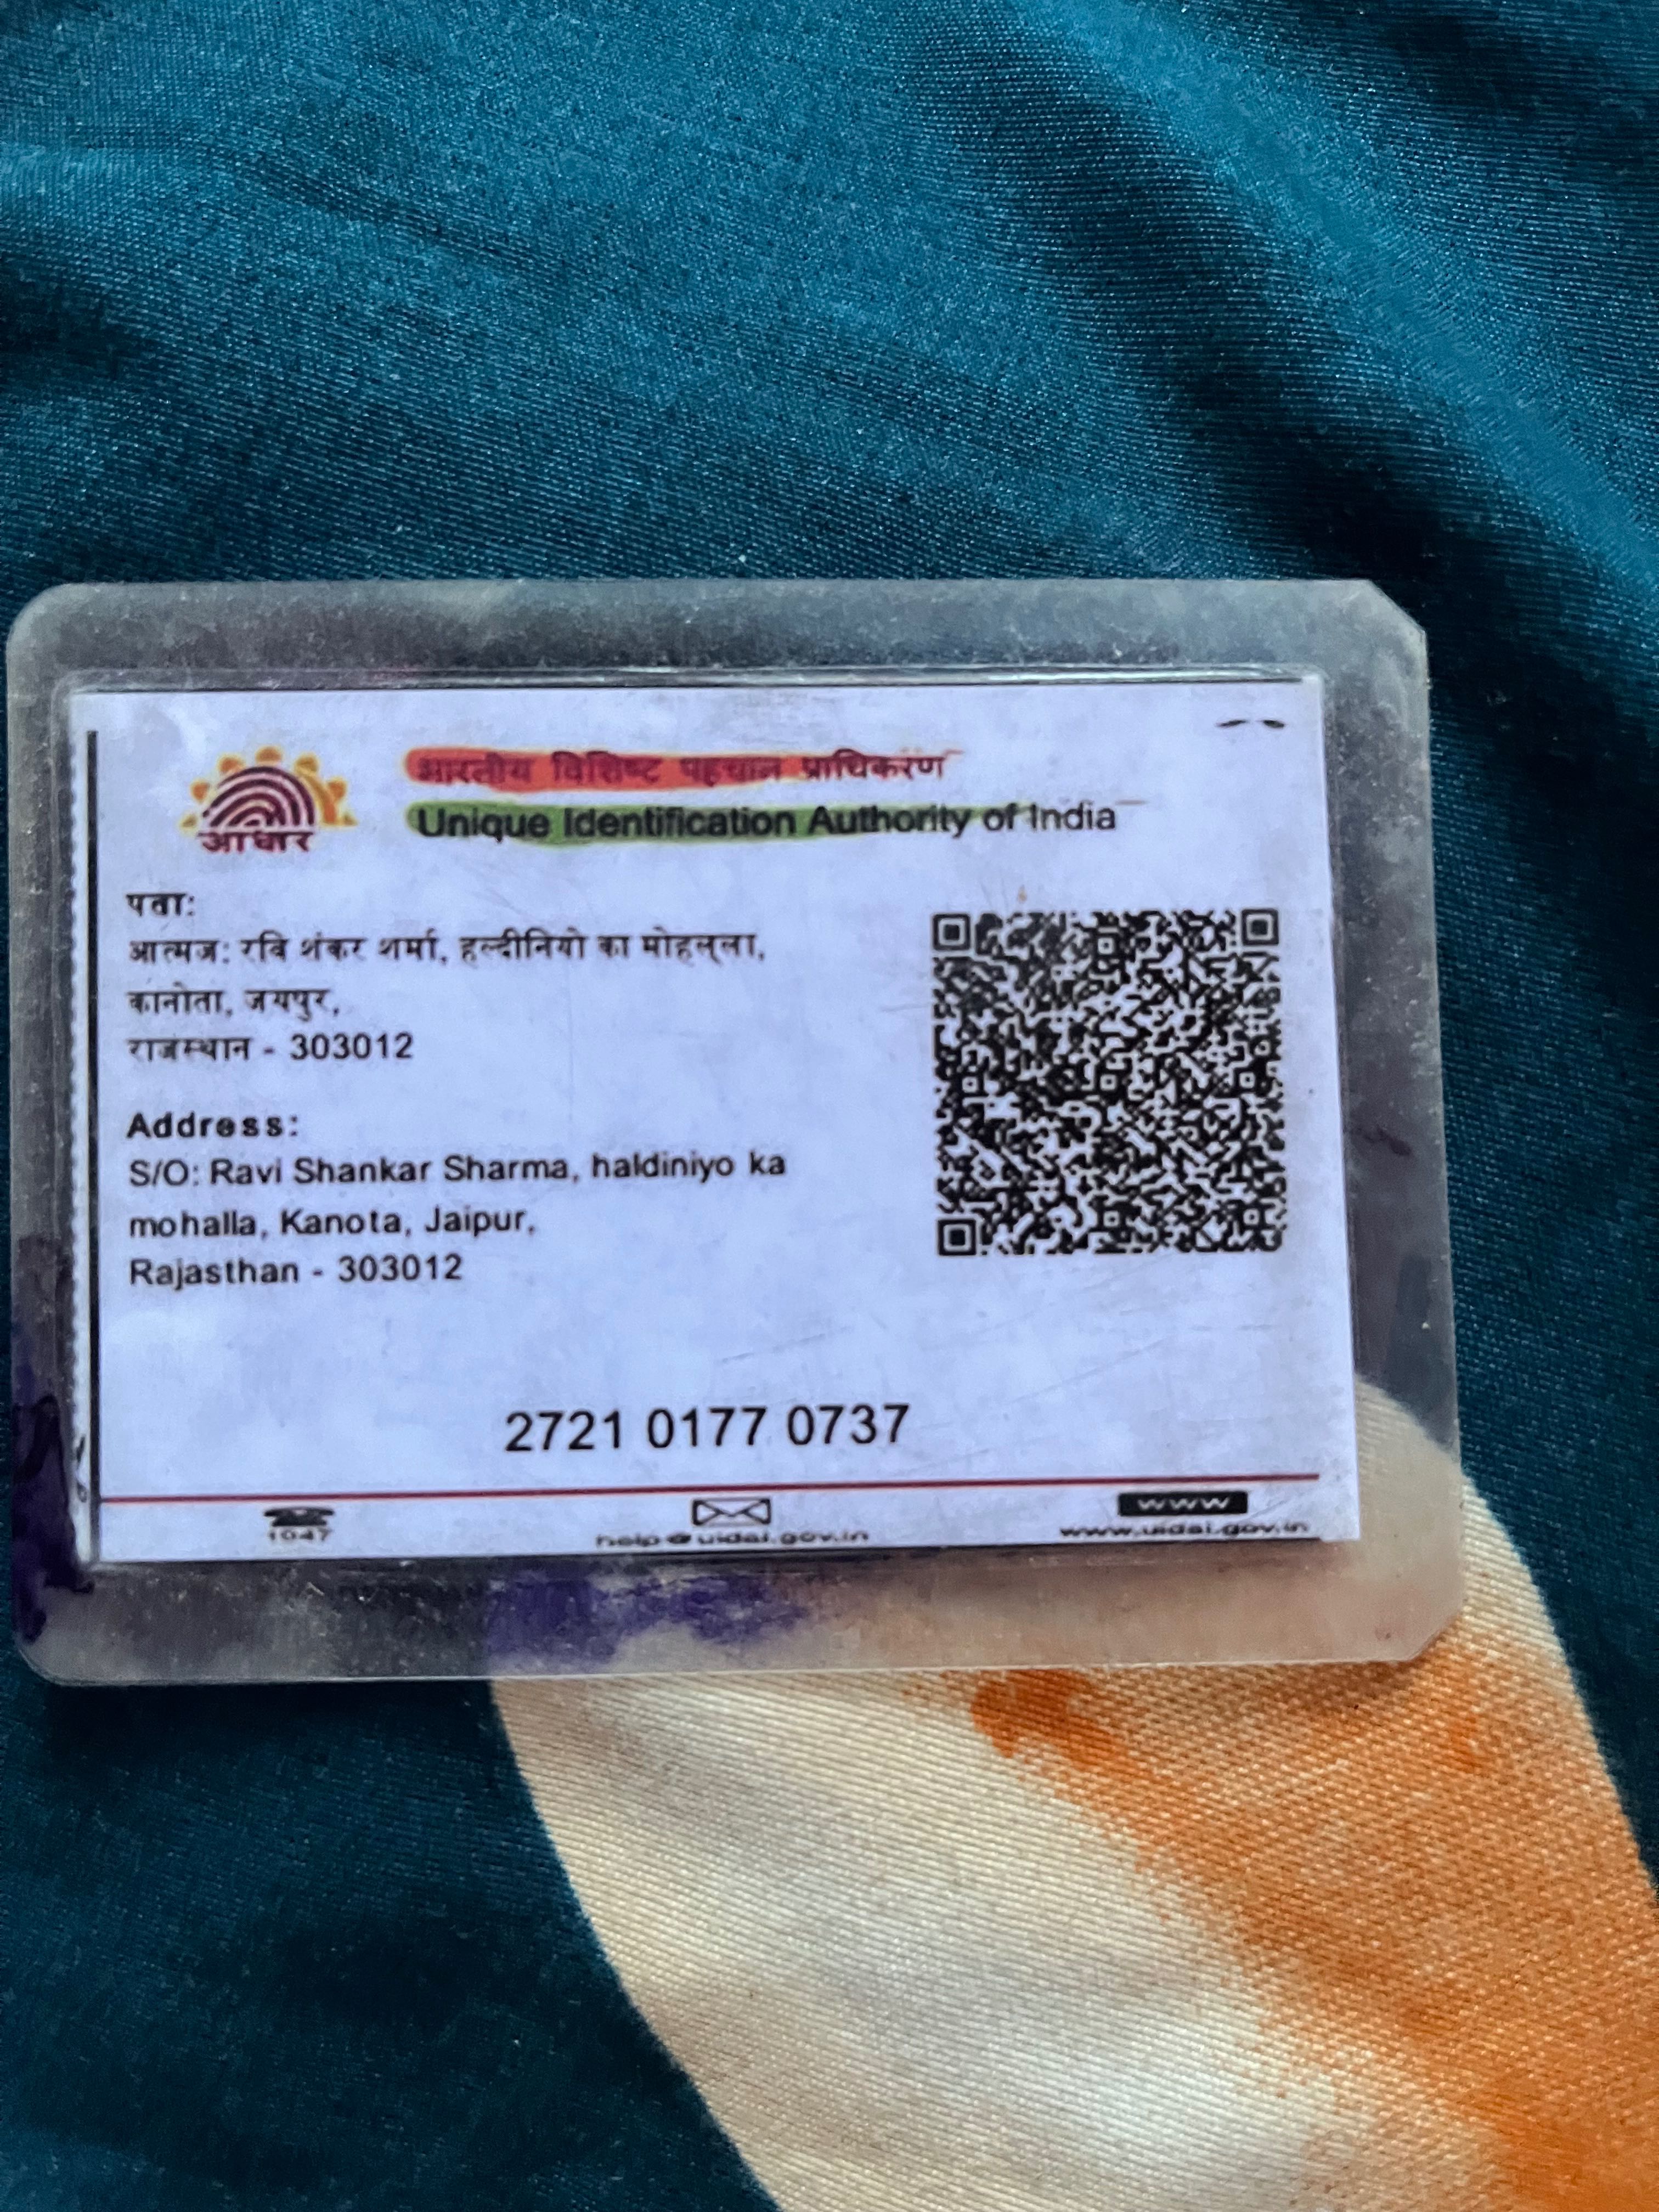 आधार
भारतीय विशिष्ट पहचान प्राधिकरण
Unique Identification Authority of India
पता:
आत्मज: रवि शंकर शर्मा, हल्दीनियो का मोहल्ला,
कानोता, जयपुर,
राजस्थान - 303012
Address:
S/O: Ravi Shankar Sharma, haldiniyo ka
mohalla, Kanota, Jaipur,
Rajasthan - 303012
2721 0177 0737
1947
help@uidai.gov.in
www
www.uidai.gov.in